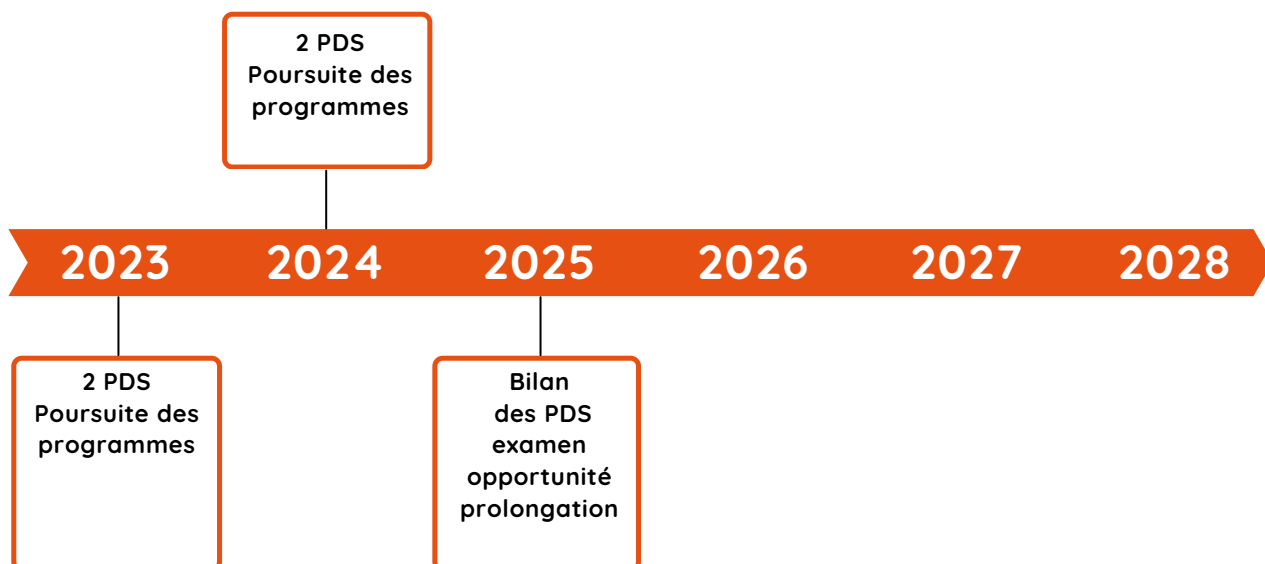 2 PDS
Poursuite des
programmes
2023 2024 2025 2026 2027 2028
2 PDS
Poursuite des
programmes
Bilan
des PDS
examen
opportunité
prolongation